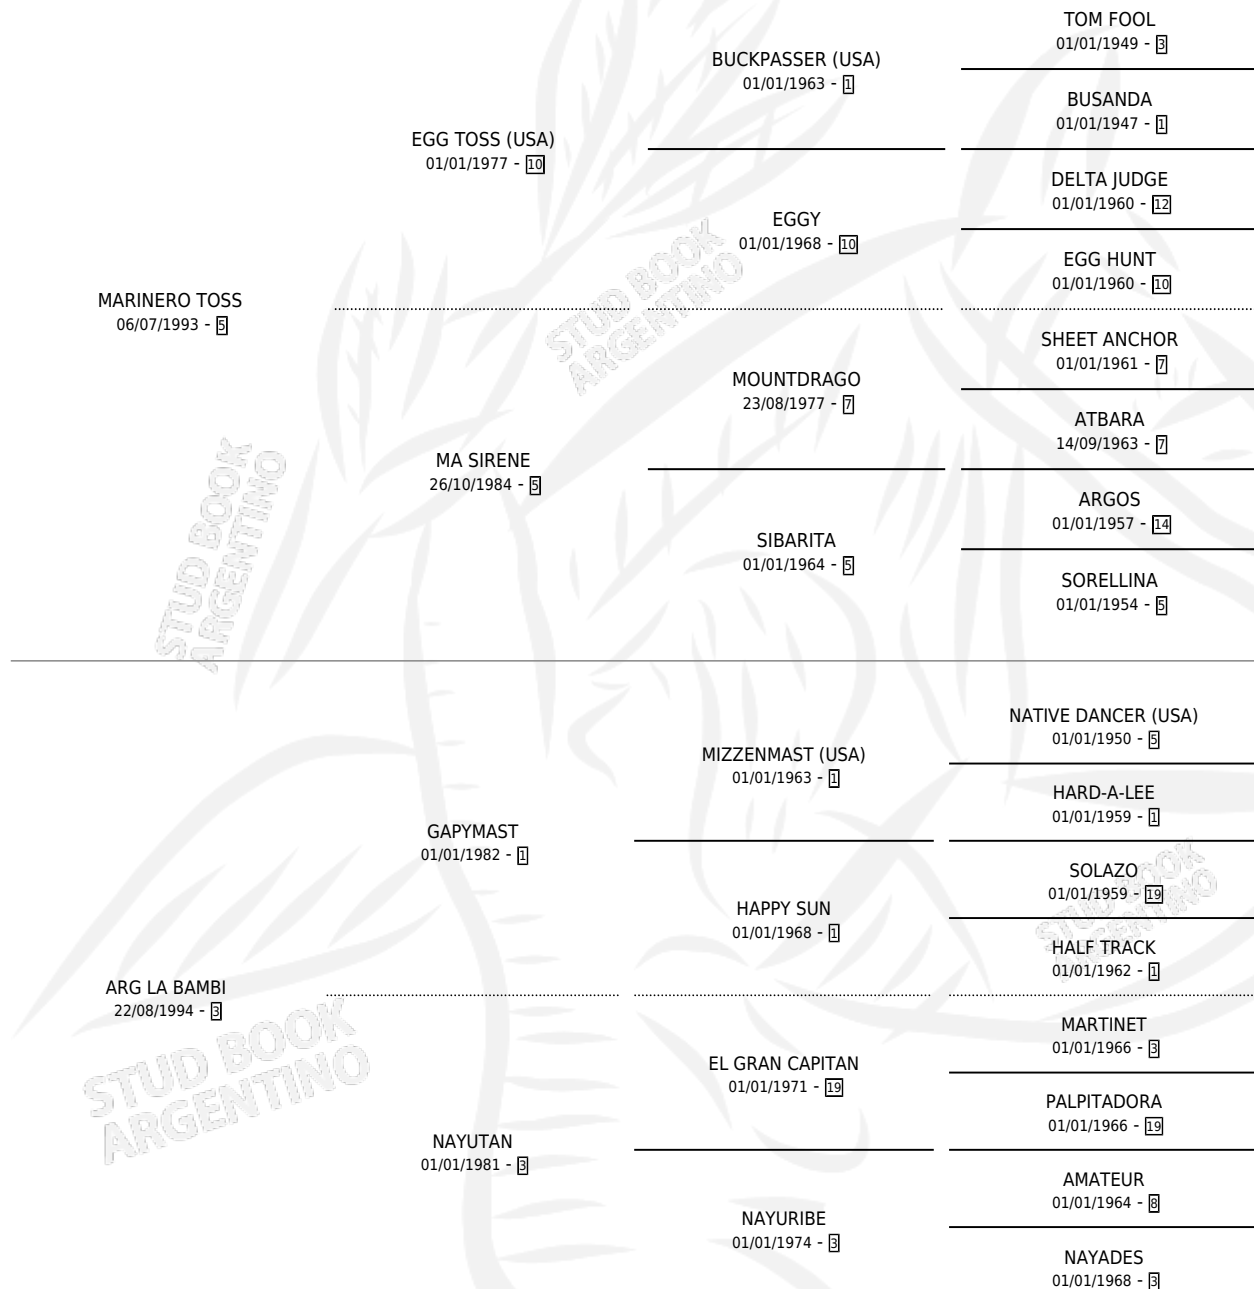 TOM FOOL
01/01/1949 - 3
BUCKPASSER (USA)
01/01/1963 - 1
BUSANDA
01/01/1947 - 1
EGG TOSS (USA)
01/01/1977 - 10
DELTA JUDGE
01/01/1960 - 12
EGGY
01/01/1968 - 10
EGG HUNT
01/01/1960 - 10
MARINERO TOSS
06/07/1993 - 5
SHEET ANCHOR
01/01/1961 - 7
MOUNTDRAGO
23/08/1977 - 7
ATBARA
14/09/1963 - 7
MA SIRENE
26/10/1984 - 5
ARGOS
01/01/1957 - 14
SIBARITA
01/01/1964 - 5
SORELLINA
01/01/1954 - 5
STUD BOOK
ARGENTINO
STUD BOOK
ARGENTINO
NATIVE DANCER (USA)
01/01/1950 - 5
MIZZENMAST (USA)
01/01/1963 - 1
HARD-A-LEE
01/01/1959 - 1
GAPYMAST
01/01/1982 - 1
SOLAZO
01/01/1959 - 19
HAPPY SUN
01/01/1968 - 1
HALF TRACK
01/01/1962 - 1
STUD BOOK
ARGENTINO
ARG LA BAMBI
22/08/1994 - 3
MARTINET
01/01/1966 - 3
EL GRAN CAPITAN
01/01/1971 - 19
PALPITADORA
01/01/1966 - 19
NAYUTAN
01/01/1981 - 3
AMATEUR
01/01/1964 - 8
NAYURIBE
01/01/1974 - 3
NAYADES
01/01/1968 - 3
STUD BOOK
ARGENTINO